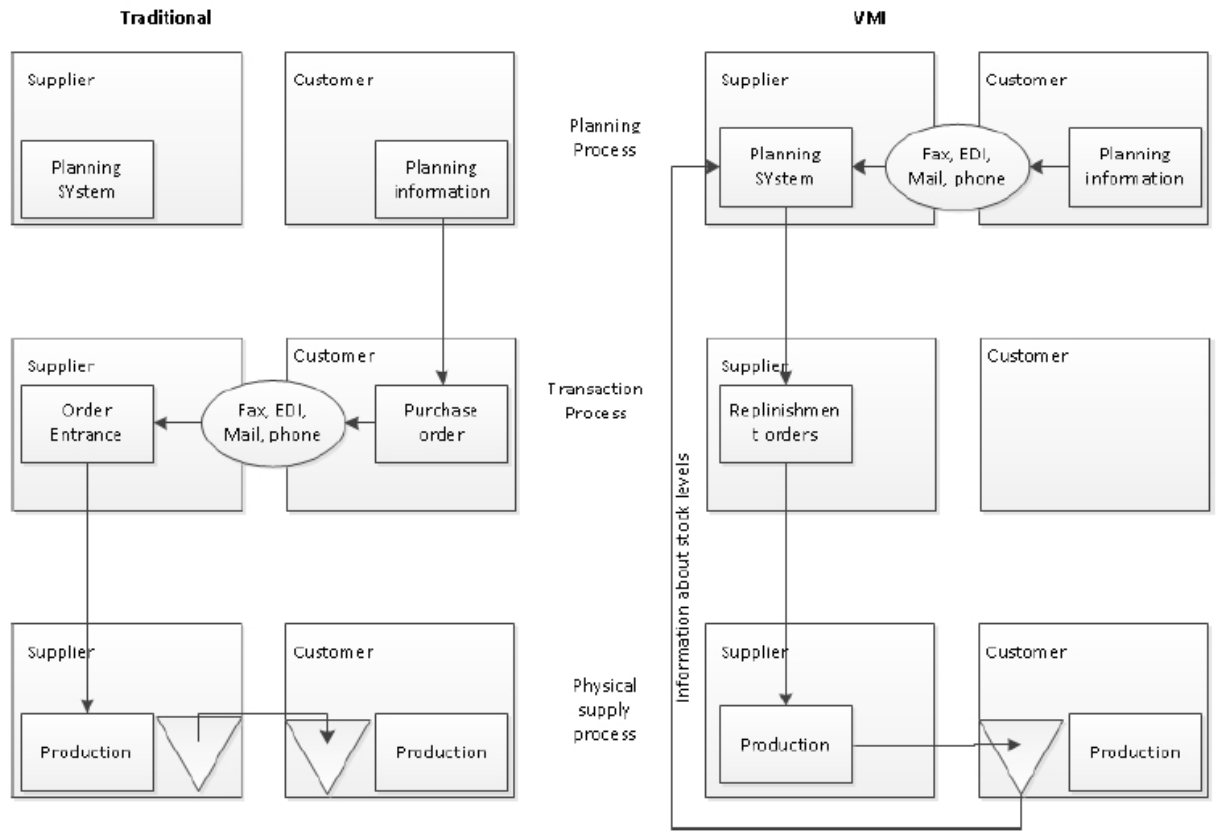 Traditional
VMI
Supplier
Customer
Planning
SYstem
Planning
information
Planning
Process
Supplier
Customer
Planning
SYstem
Fax, EDI,
Mail, phone
Planning
information
Supplier
Customer
Order
Entrance
Fax, EDI,
Mail, phone
Purchase
order
Transaction
Process
Supplier
Customer
Replinishmen
t orders
Information about stock levels
Supplier
Customer
Production
Production
Physical
supply
process
Supplier
Customer
Production
Production